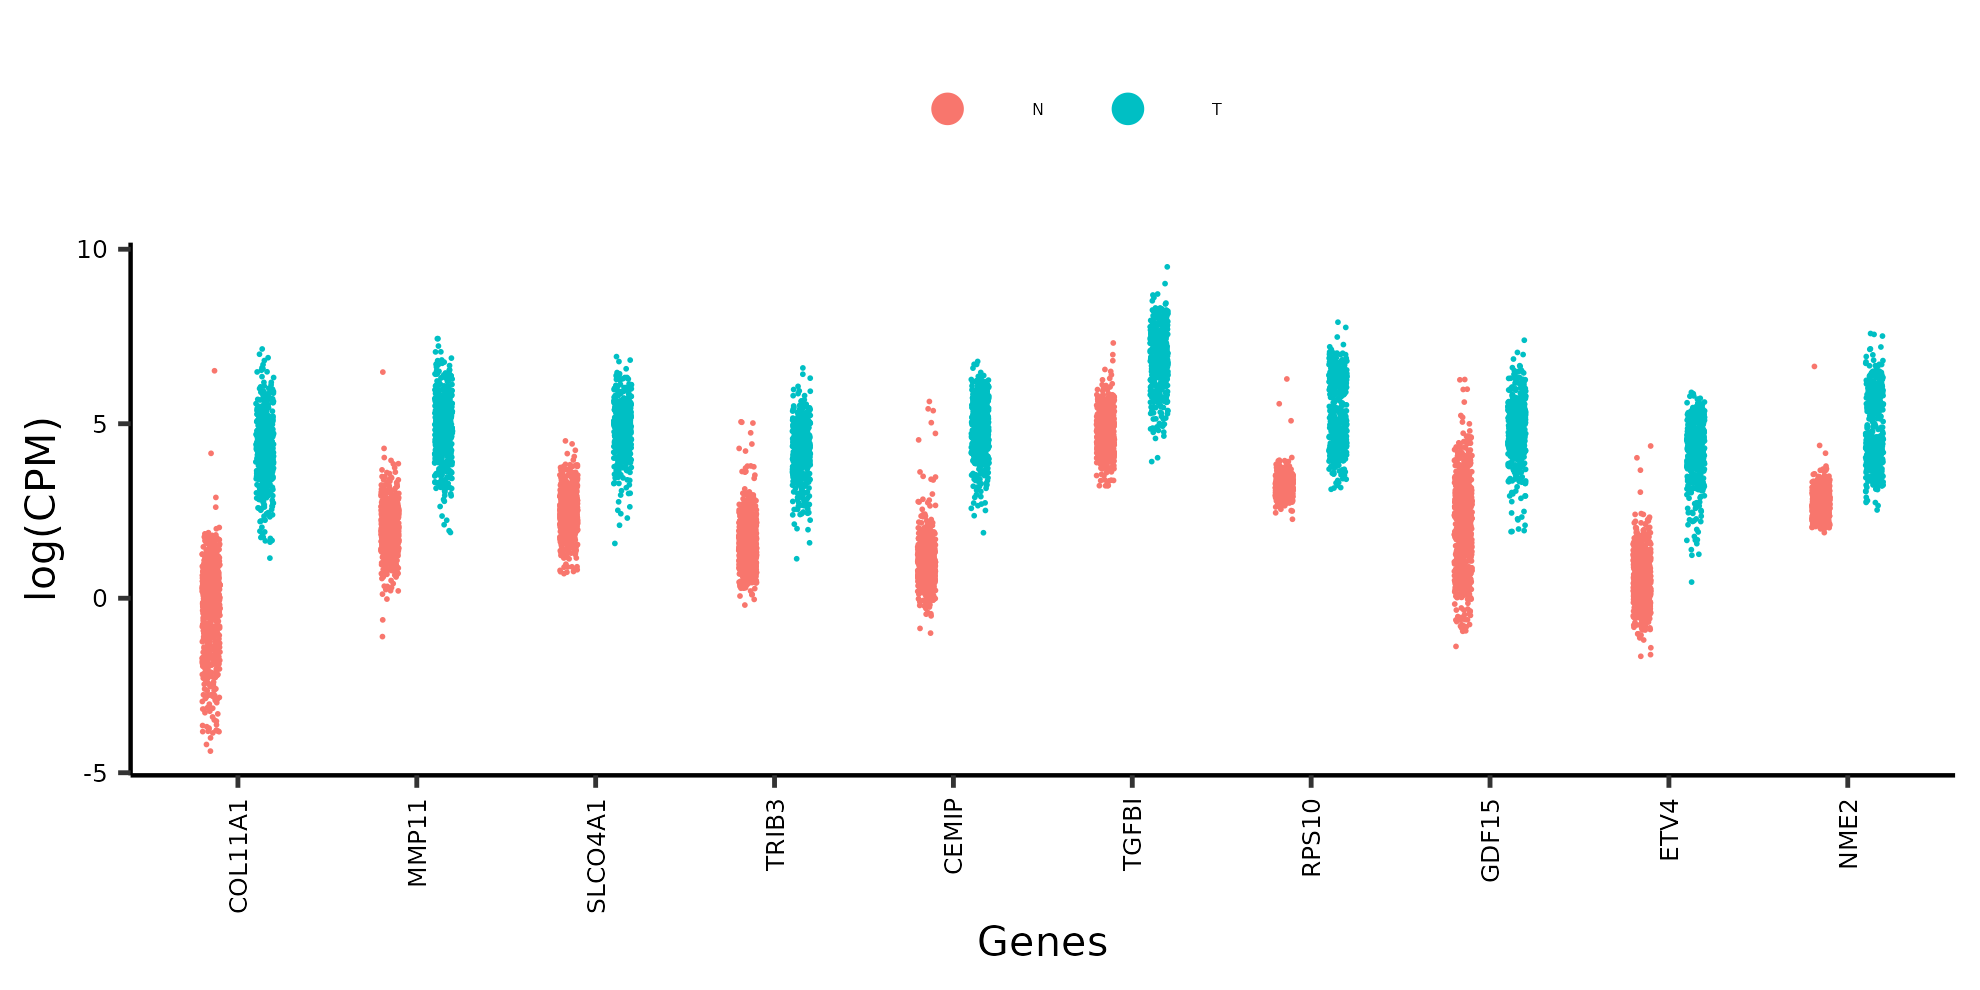 N T
log(CPM)
10
5
0
-5
COL11A1
MMP11
SLCO4A1
TRIB3
CEMIP
TGFBI
RPS10
GDF15
ETV4
NME2
Genes